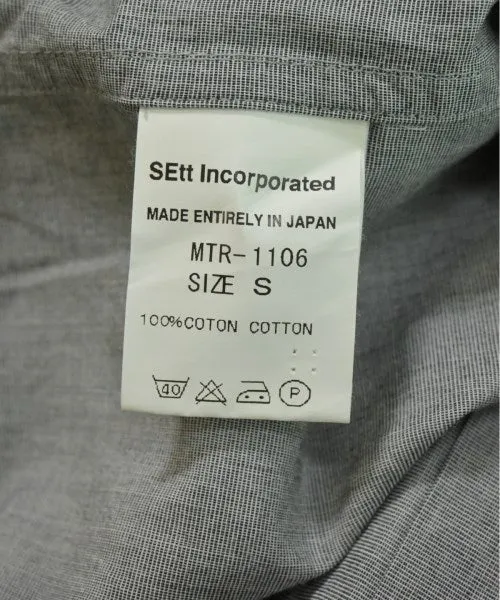 SEtt Incorporated
MADE ENTIRELY IN JAPAN
MTR-1106
SIZE S
100%COTON COTTON
40 P